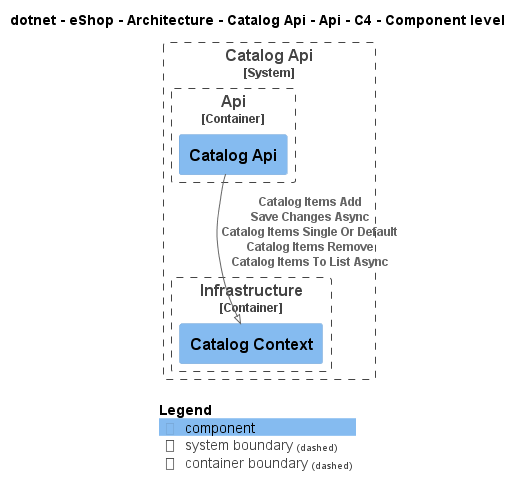 dotnet - eShop - Architecture - Catalog Api - Api - C4 - Component level
Catalog Api
[System]
Api
[Container]
Catalog Api
Catalog Items Add
Save Changes Async
Catalog Items Single Or Default
Catalog Items Remove
Catalog Items To List Async
Infrastructure
[Container]
Catalog Context
Legend
component
system boundary (dashed)
container boundary (dashed)